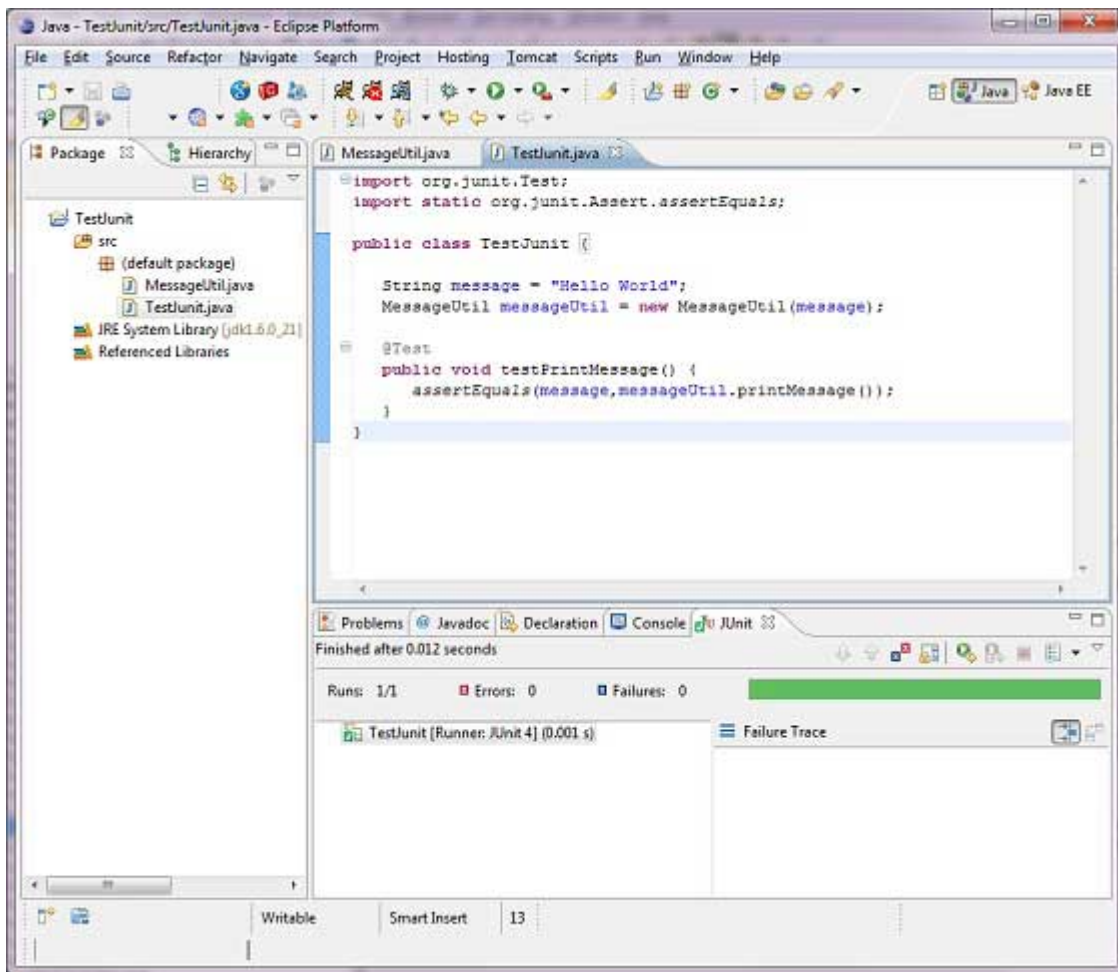 Java - TestJunit/src/TestJunit.java - Eclipse Platform
File Edit Source Refactor Navigate Search Project Hosting Tomcat Scripts Run Window Help
Java Java EE
Package Hierarchy
MessageUtil.java TestJunit.java
TestJunit
src
(default package)
MessageUtil.java
TestJunit.java
JRE System Library [jdk1.6.0_21]
Referenced Libraries
import org.junit.Test;
import static org.junit.Assert.assertEquals;
public class TestJunit {
String message = "Hello World";
MessageUtil messageUtil = new MessageUtil(message);
@Test
public void testPrintMessage() {
assertEquals(message,messageUtil.printMessage());
}
}
Problems @ Javadoc Declaration Console JUnit
Finished after 0.012 seconds
Runs: 1/1 Errors: 0 Failures: 0
TestJunit [Runner: JUnit 4] (0.001 s)
Failure Trace
Writable Smart Insert 13